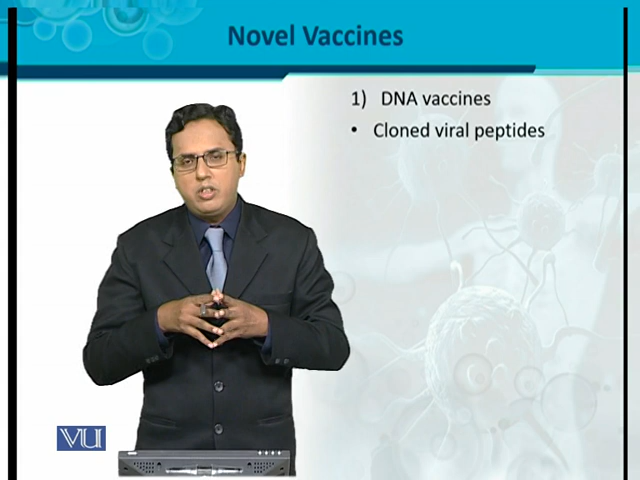 Novel Vaccines
1) DNA vaccines
• Cloned viral peptides
VU